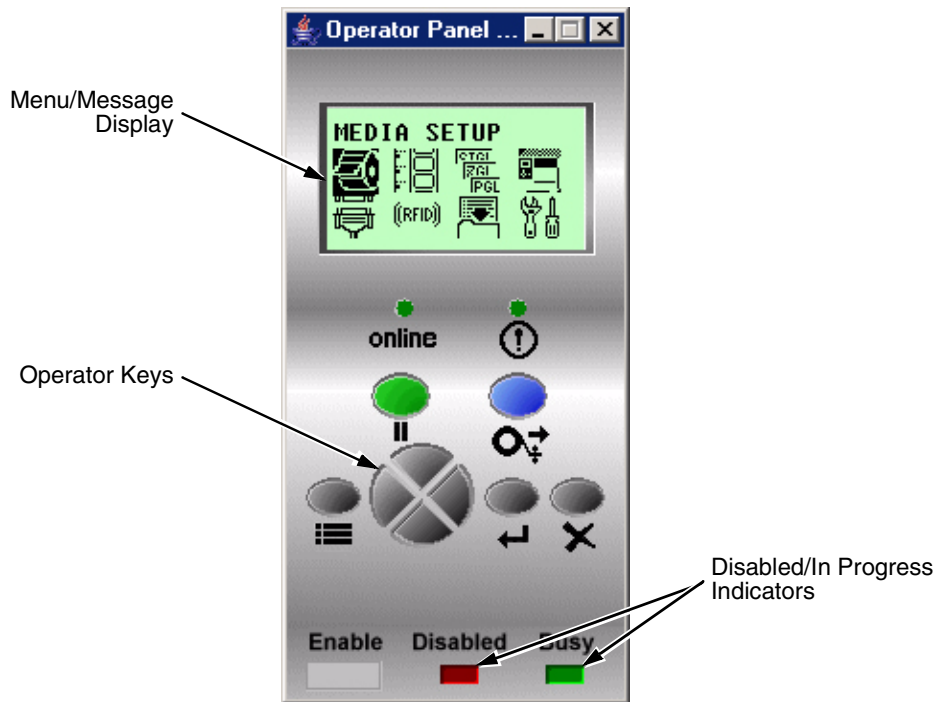 Operator Panel ...
Menu/Message
Display
MEDIA SETUP
CTGL
ZGL
PGL
((RFID))
online
Operator Keys
Disabled/In Progress
Indicators
Enable Disabled Busy